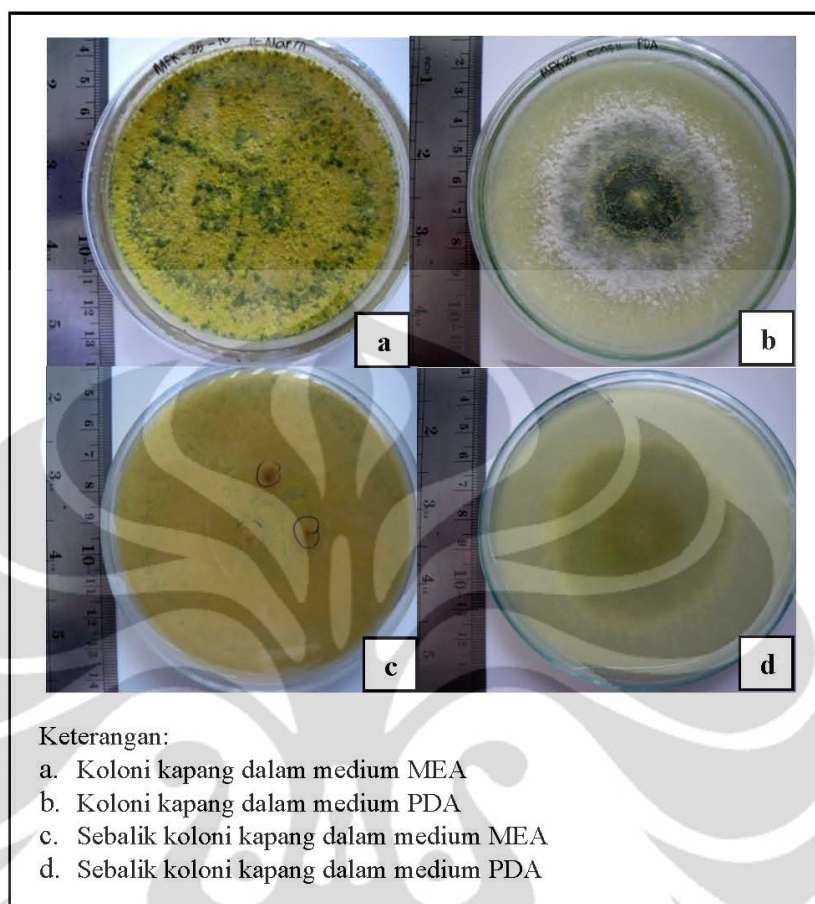 PDA
a
b
c
d
Keterangan:
a. Koloni kapang dalam medium MEA
b. Koloni kapang dalam medium PDA
c. Sebalik koloni kapang dalam medium MEA
d. Sebalik koloni kapang dalam medium PDA